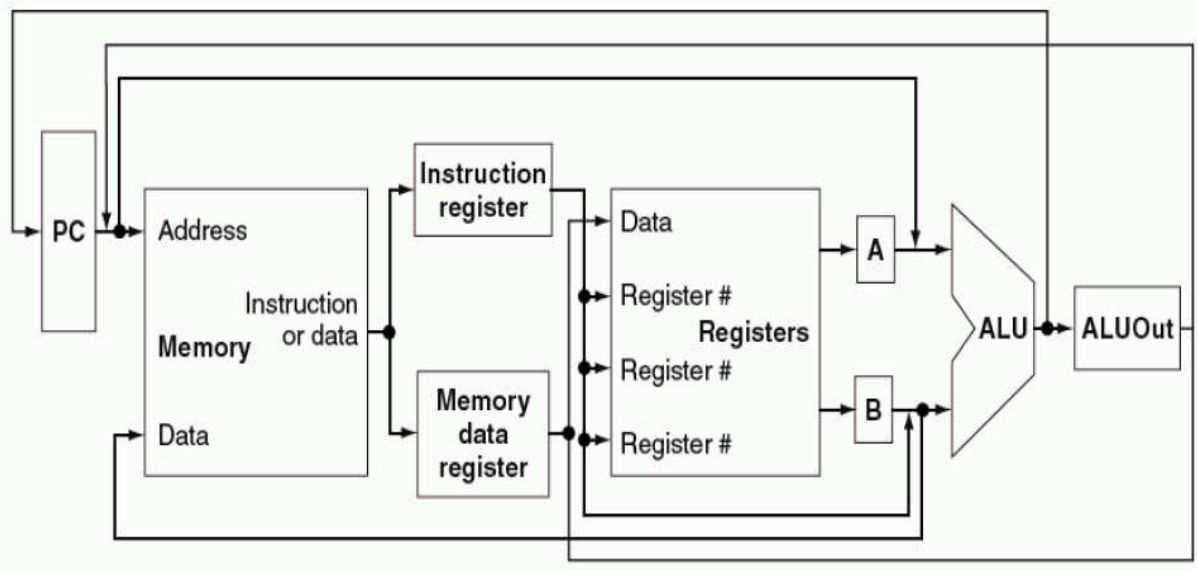 PC
Address
Instruction
or data
Memory
Data
Instruction
register
Memory
data
register
Data
Register #
Registers
Register #
Register #
A
B
ALU
ALUOut